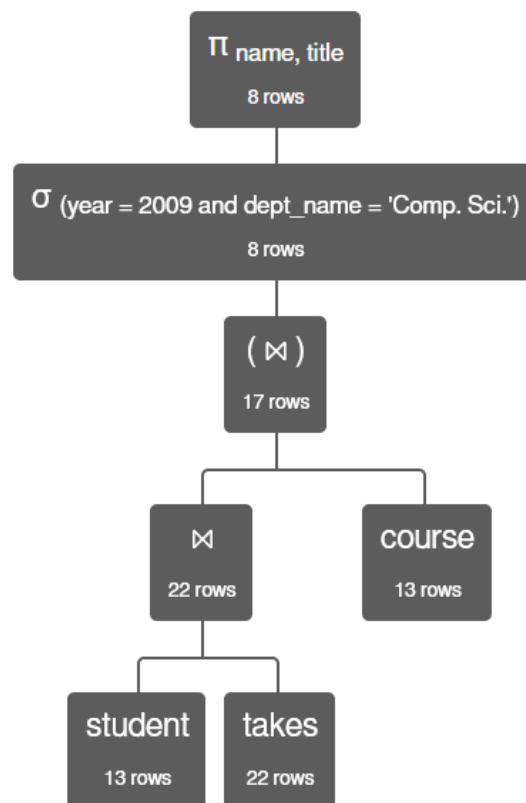 π name, title
8 rows
σ (year = 2009 and dept_name = 'Comp. Sci.')
8 rows
( ⋈ )
17 rows
⋈
22 rows
course
13 rows
student
13 rows
takes
22 rows